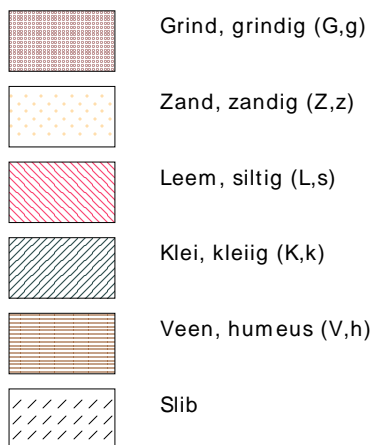 Grind, grindig (G,g)
Zand, zandig (Z,z)
Leem, siltig (L,s)
Klei, kleiig (K,k)
Veen, humeus (V,h)
Slib